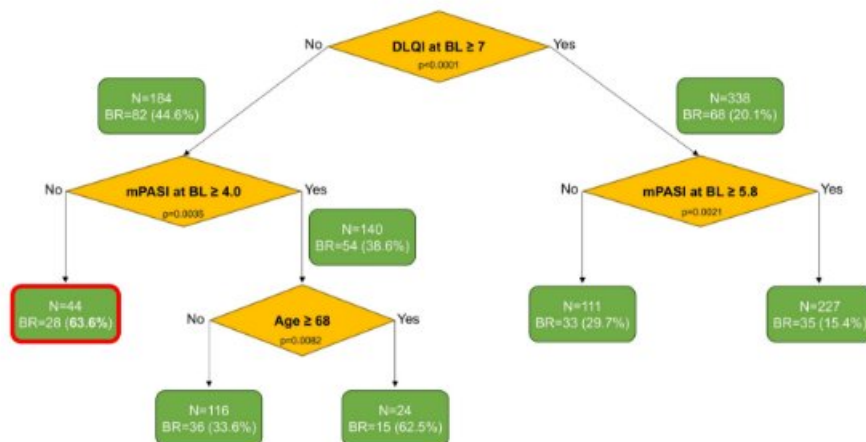 DLQI at BL ≥ 7
p<0.0001
No
Yes
N=184
BR=82 (44.6%)
N=338
BR=68 (20.1%)
mPASI at BL ≥ 4.0
p=0.0035
No
Yes
mPASI at BL ≥ 5.8
p=0.0021
No
Yes
N=140
BR=54 (38.6%)
N=44
BR=28 (63.6%)
N=111
BR=33 (29.7%)
N=227
BR=35 (15.4%)
Age ≥ 68
p=0.0082
No
Yes
N=116
BR=36 (33.6%)
N=24
BR=15 (62.5%)